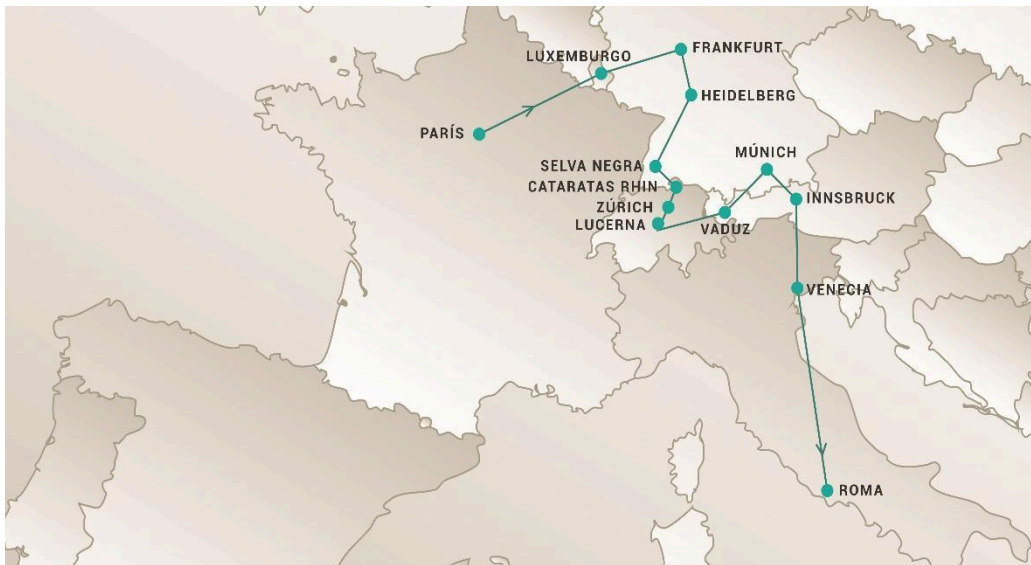 LUXEMBURGO
FRANKFURT
HEIDELBERG
PARÍS
MÚNICH
SELVA NEGRA
CATARATAS RHIN
INNSBRUCK
ZÚRICH
LUCERNA
VADUZ
VENECIA
ROMA